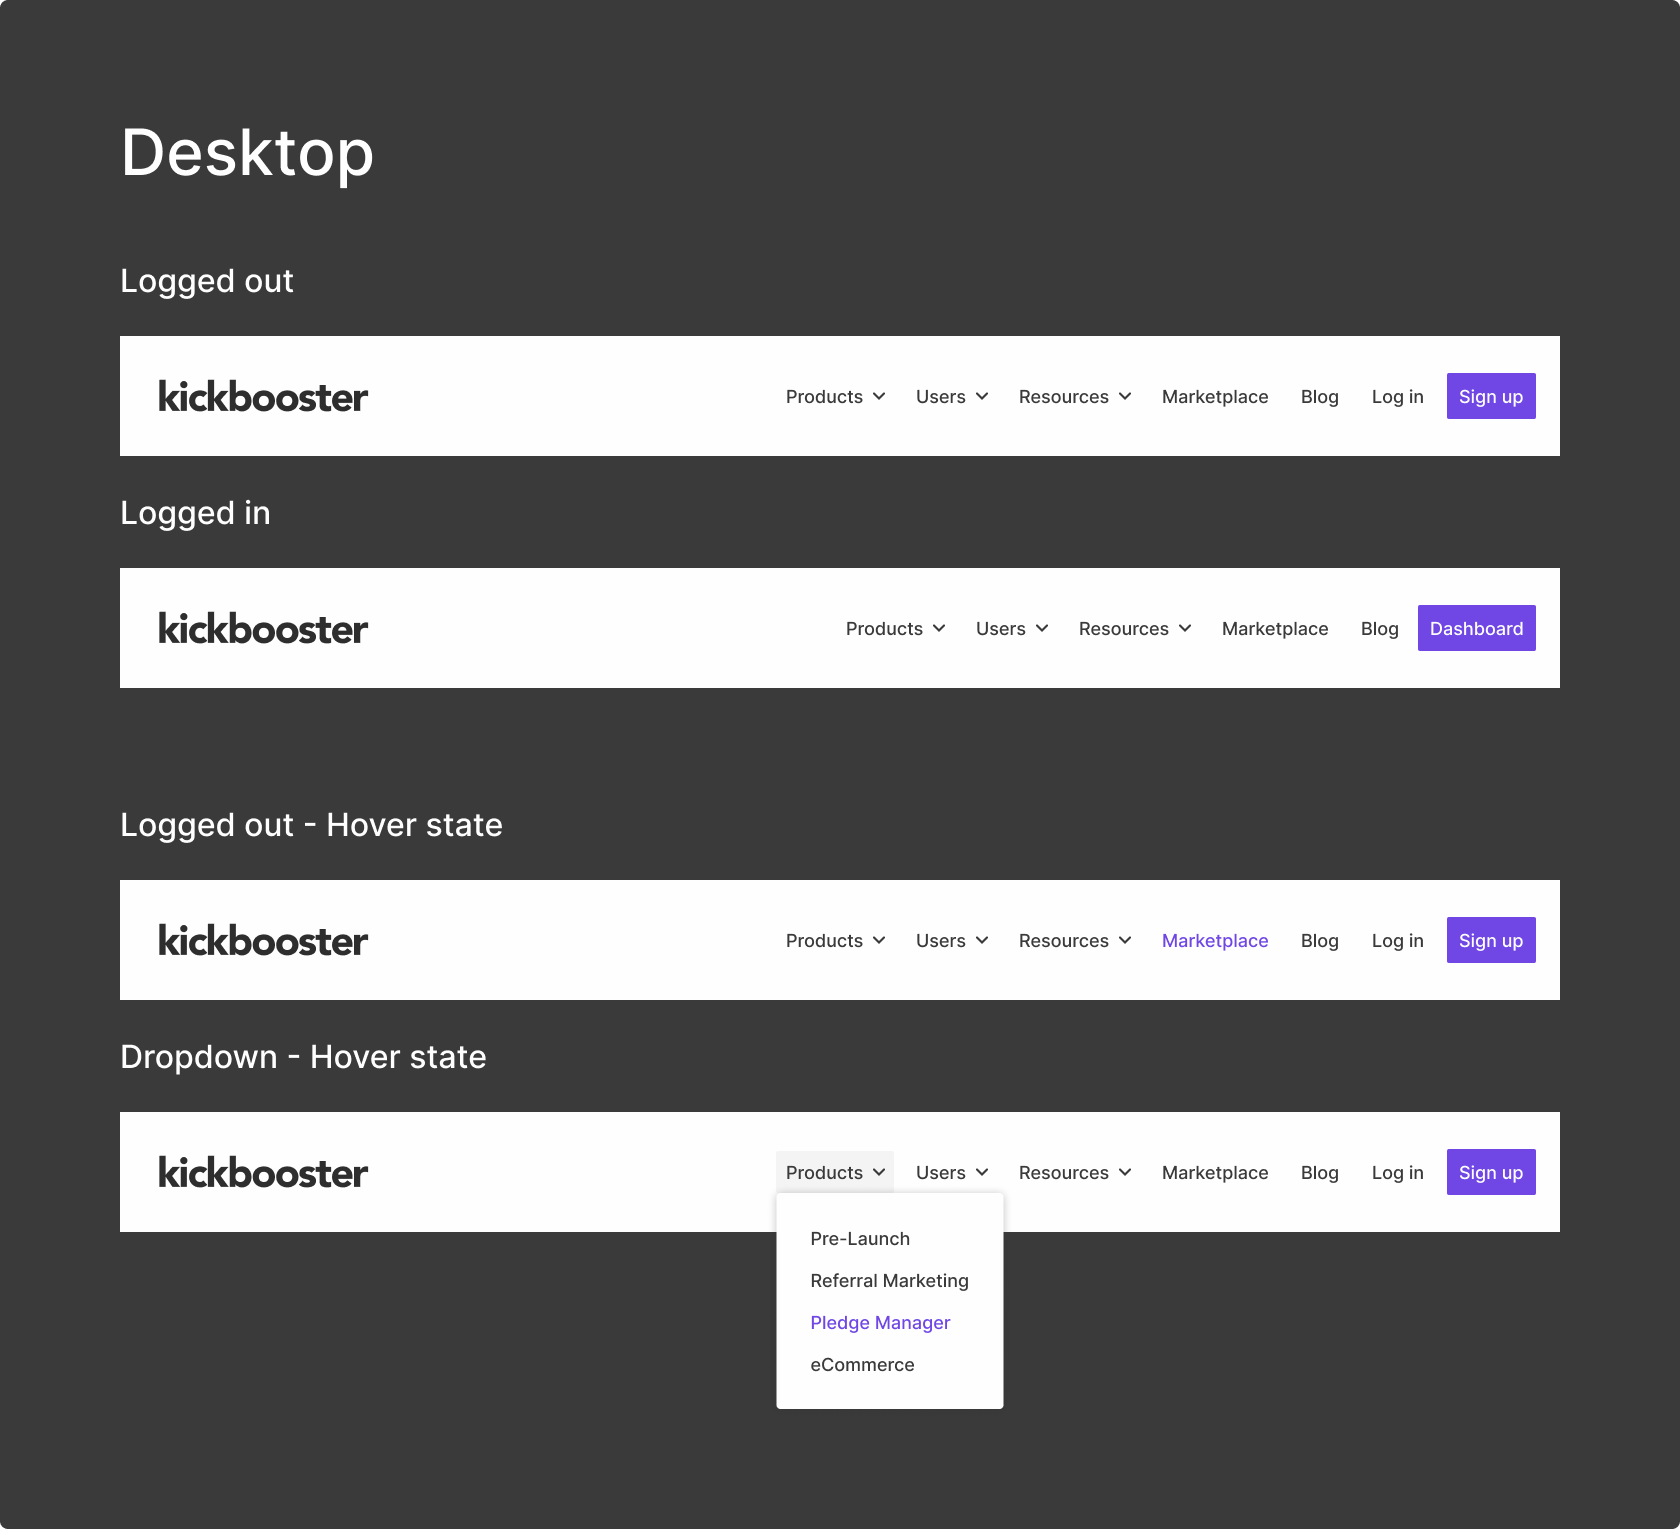 Desktop
Logged out
kickbooster Products Users Resources Marketplace Blog Log in Sign up
Logged in
kickbooster Products Users Resources Marketplace Blog Dashboard
Logged out - Hover state
kickbooster Products Users Resources Marketplace Blog Log in Sign up
Dropdown - Hover state
kickbooster Products Users Resources Marketplace Blog Log in Sign up
Pre-Launch
Referral Marketing
Pledge Manager
eCommerce